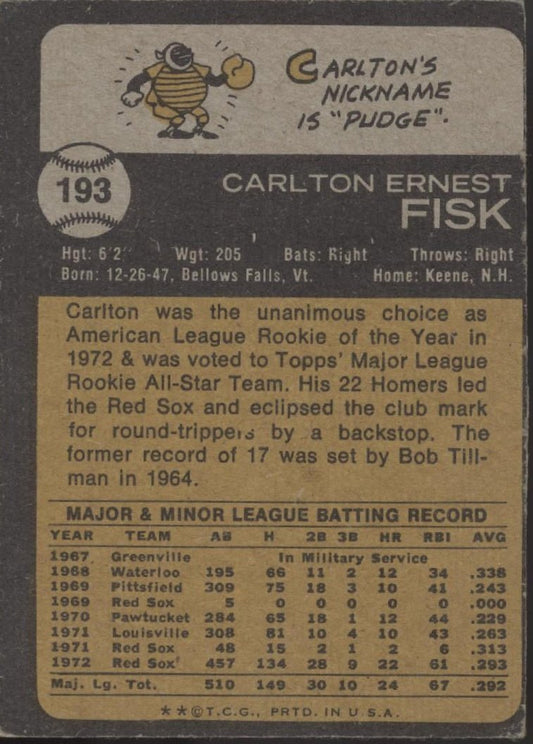 CARLTON'S
NICKNAME
IS "PUDGE".
193
CARLTON ERNEST
FISK
Hgt: 6'2" Wgt: 205 Bats: Right Throws: Right
Born: 12-26-47, Bellows Falls, Vt. Home: Keene, N.H.
Carlton was the unanimous choice as
American League Rookie of the Year in
1972 & was voted to Topps' Major League
Rookie All-Star Team. His 22 Homers led
the Red Sox and eclipsed the club mark
for round-trippers by a backstop. The
former record of 17 was set by Bob Till-
man in 1964.
MAJOR & MINOR LEAGUE BATTING RECORD
YEAR TEAM AB H 2B 3B HR RBI AVG
1967 Greenville In Military Service
1968 Waterloo 195 66 11 2 12 34 .338
1969 Pittsfield 309 75 18 3 10 41 .243
1969 Red Sox 5 0 0 0 0 0 .000
1970 Pawtucket 284 65 18 1 12 44 .229
1971 Louisville 308 81 10 4 10 43 .263
1971 Red Sox 48 15 2 1 2 6 .313
1972 Red Sox 457 134 28 9 22 61 .293
Maj. Lg. Tot. 510 149 30 10 24 67 .292
**©T.C.G., PRTD. IN U.S.A.